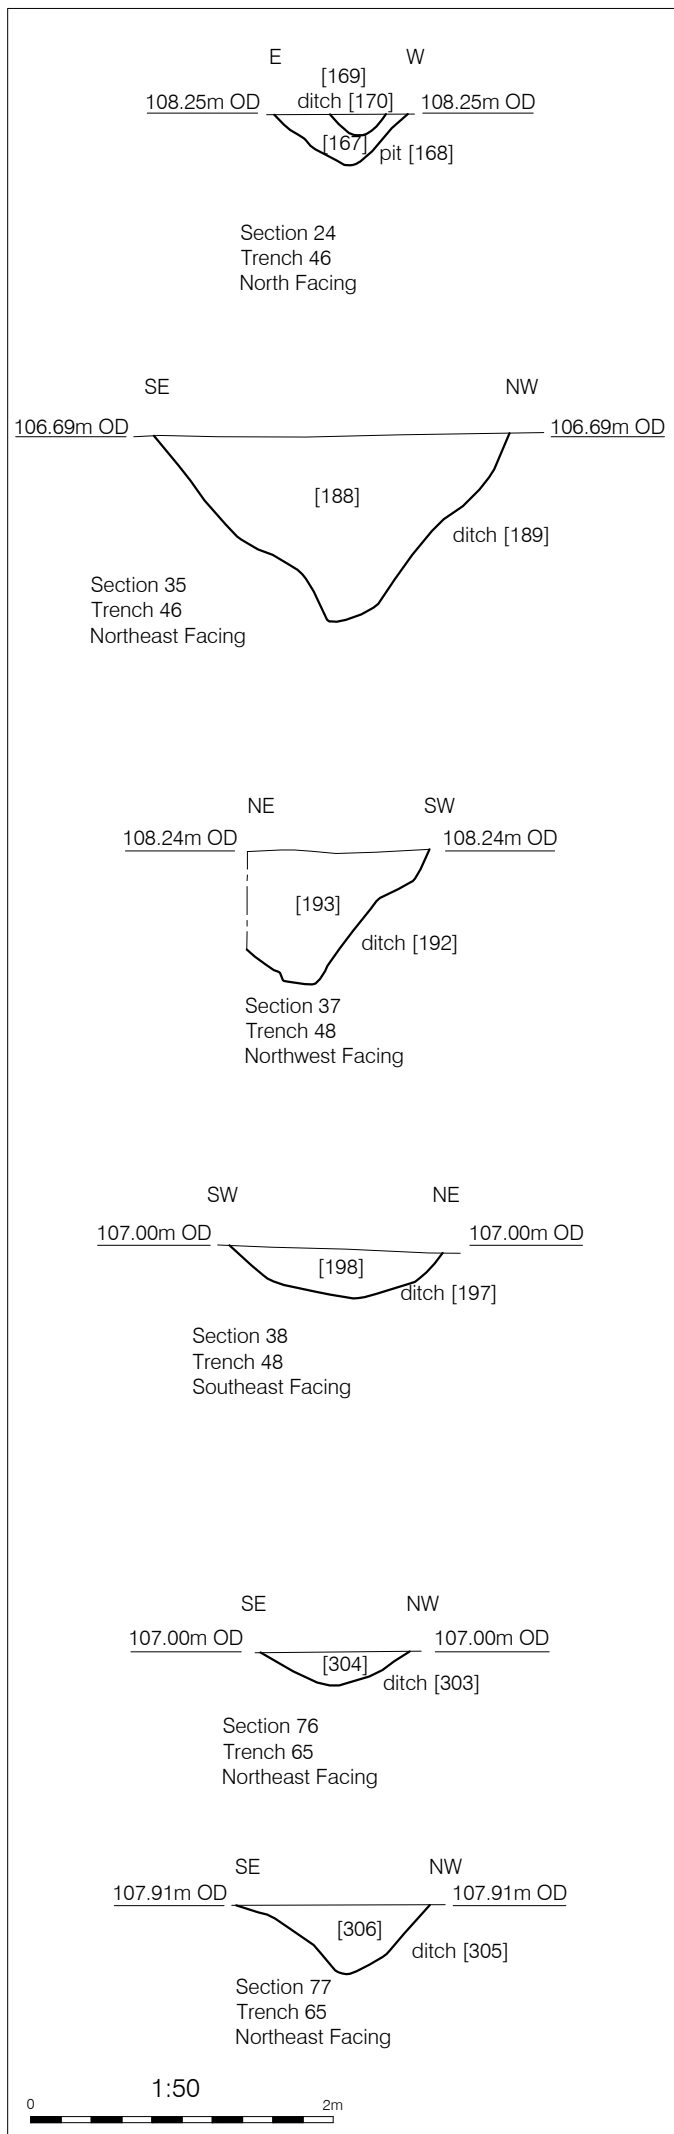 E W
[169]
108.25m OD ditch [170] 108.25m OD
[167] pit [168]
Section 24
Trench 46
North Facing
SE NW
106.69m OD 106.69m OD
[188]
ditch [189]
Section 35
Trench 46
Northeast Facing
NE SW
108.24m OD 108.24m OD
[193]
ditch [192]
Section 37
Trench 48
Northwest Facing
SW NE
107.00m OD 107.00m OD
[198]
ditch [197]
Section 38
Trench 48
Southeast Facing
SE NW
107.00m OD 107.00m OD
[304]
ditch [303]
Section 76
Trench 65
Northeast Facing
SE NW
107.91m OD 107.91m OD
[306]
ditch [305]
Section 77
Trench 65
Northeast Facing
1:50
0 2m